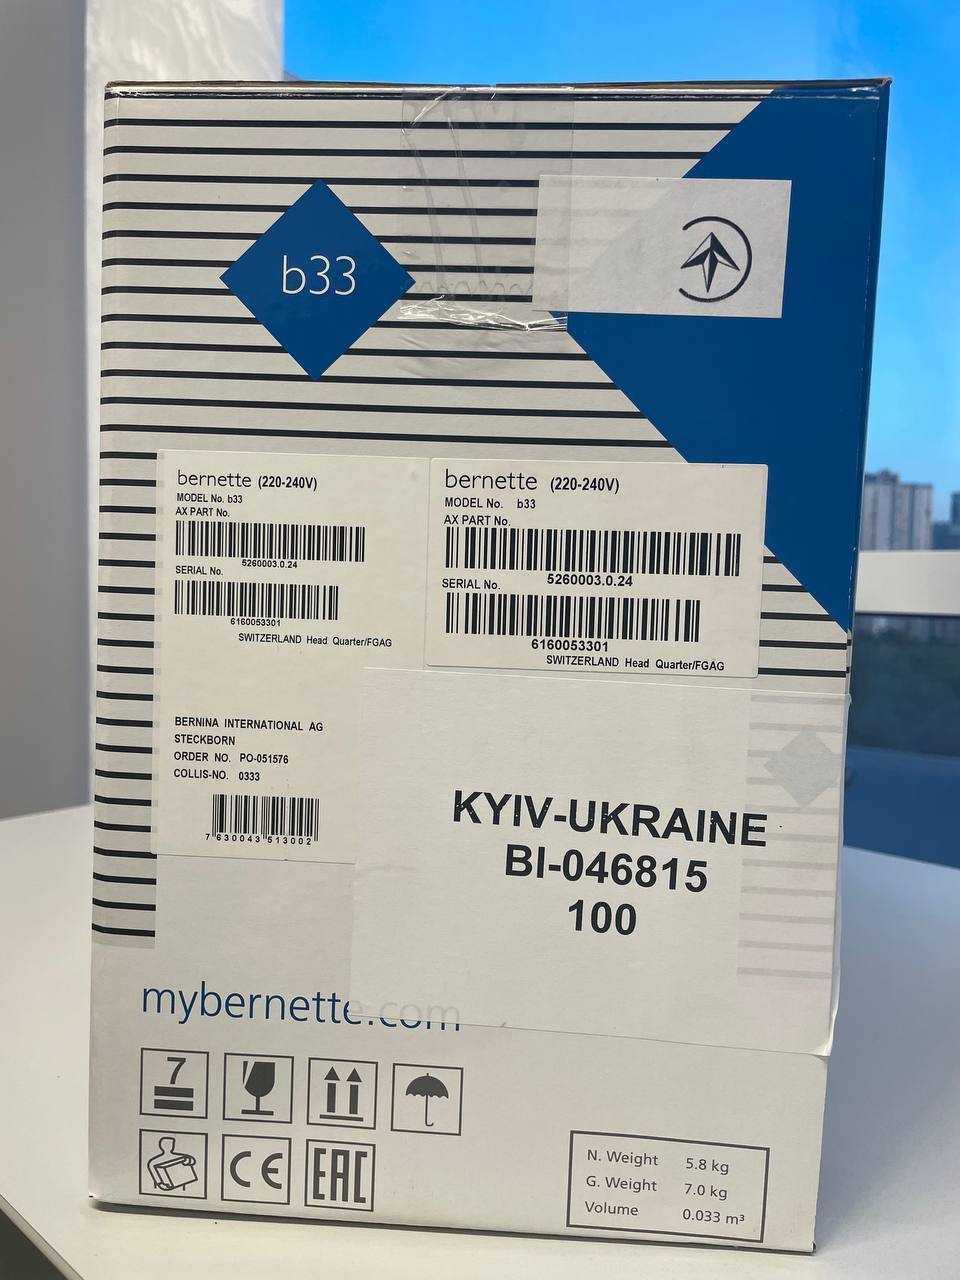 b33
bernette (220-240V)
MODEL No. b33
AX PART No.
5260003.0.24
SERIAL No.
6160053301
SWITZERLAND Head Quarter/FGAG
BERNINA INTERNATIONAL AG
STECKBORN
ORDER NO. PO-051576
COLLIS-NO. 0333
7 630043 513002
bernette (220-240V)
MODEL No. b33
AX PART No.
5260003.0.24
SERIAL No.
6160053301
SWITZERLAND Head Quarter/FGAG
KYIV-UKRAINE
BI-046815
100
mybernette.com
7
CE
EAC
N. Weight 5.8 kg
G. Weight 7.0 kg
Volume 0.033 m³